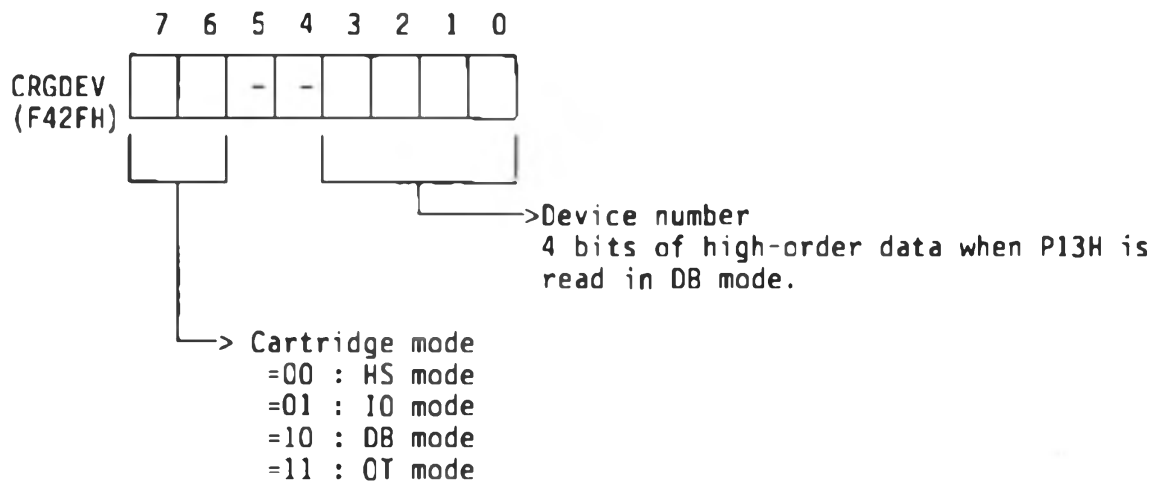 7 6 5 4 3 2 1 0
CRGDEV
- -
(F42FH)
>Device number
4 bits of high-order data when P13H is
read in DB mode.
> Cartridge mode
=00 : HS mode
=01 : IO mode
=10 : DB mode
=11 : OT mode